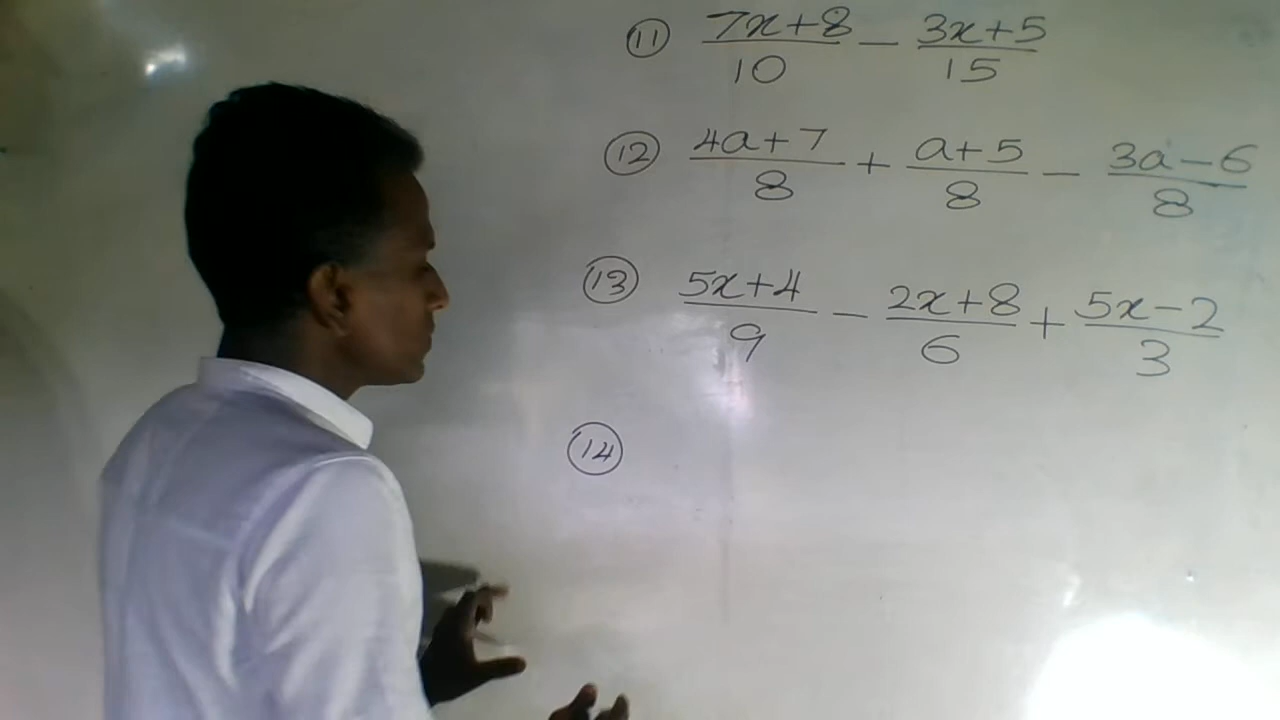 ⑪ (7x+8)/10 − (3x+5)/15
⑫ (4a+7)/8 + (a+5)/8 − (3a−6)/8
⑬ (5x+4)/9 − (2x+8)/6 + (5x−2)/3
⑭